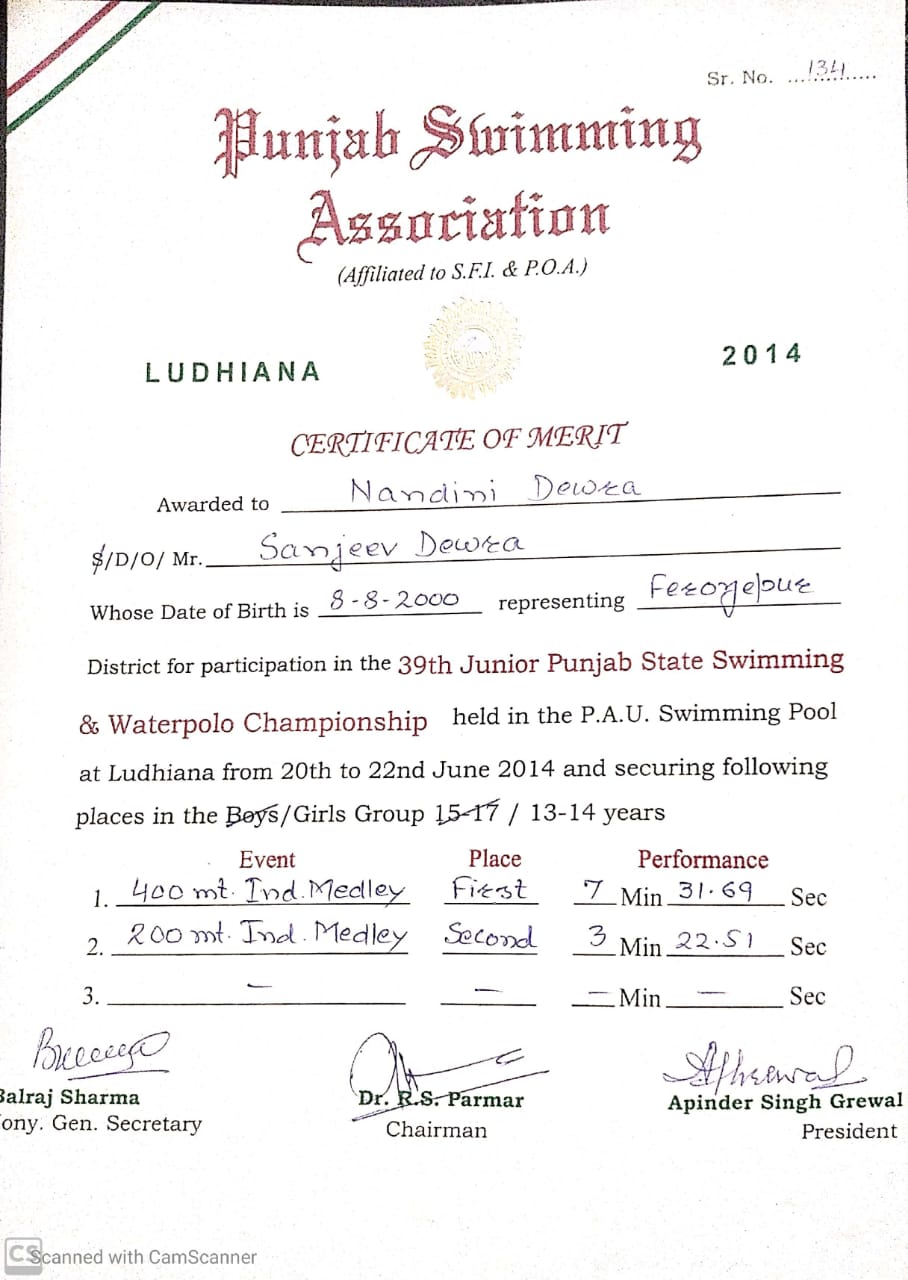 Sr. No. ...134......
Punjab Swimming
Association
(Affiliated to S.F.I. & P.O.A.)
LUDHIANA 2014
CERTIFICATE OF MERIT
Awarded to Nandini Dewra
S/D/O/ Mr. Sanjeev Dewra
Whose Date of Birth is 8-8-2000 representing Ferozepur
District for participation in the 39th Junior Punjab State Swimming
& Waterpolo Championship held in the P.A.U. Swimming Pool
at Ludhiana from 20th to 22nd June 2014 and securing following
places in the Boys/Girls Group 15-17 / 13-14 years
Event Place Performance
1. 400 mt. Ind. Medley First 7 Min 31.69 Sec
2. 200 mt. Ind. Medley Second 3 Min 22.51 Sec
3. — — — Min — Sec
Balraj Sharma Dr. R.S. Parmar Apinder Singh Grewal
ony. Gen. Secretary Chairman President
CS Scanned with CamScanner